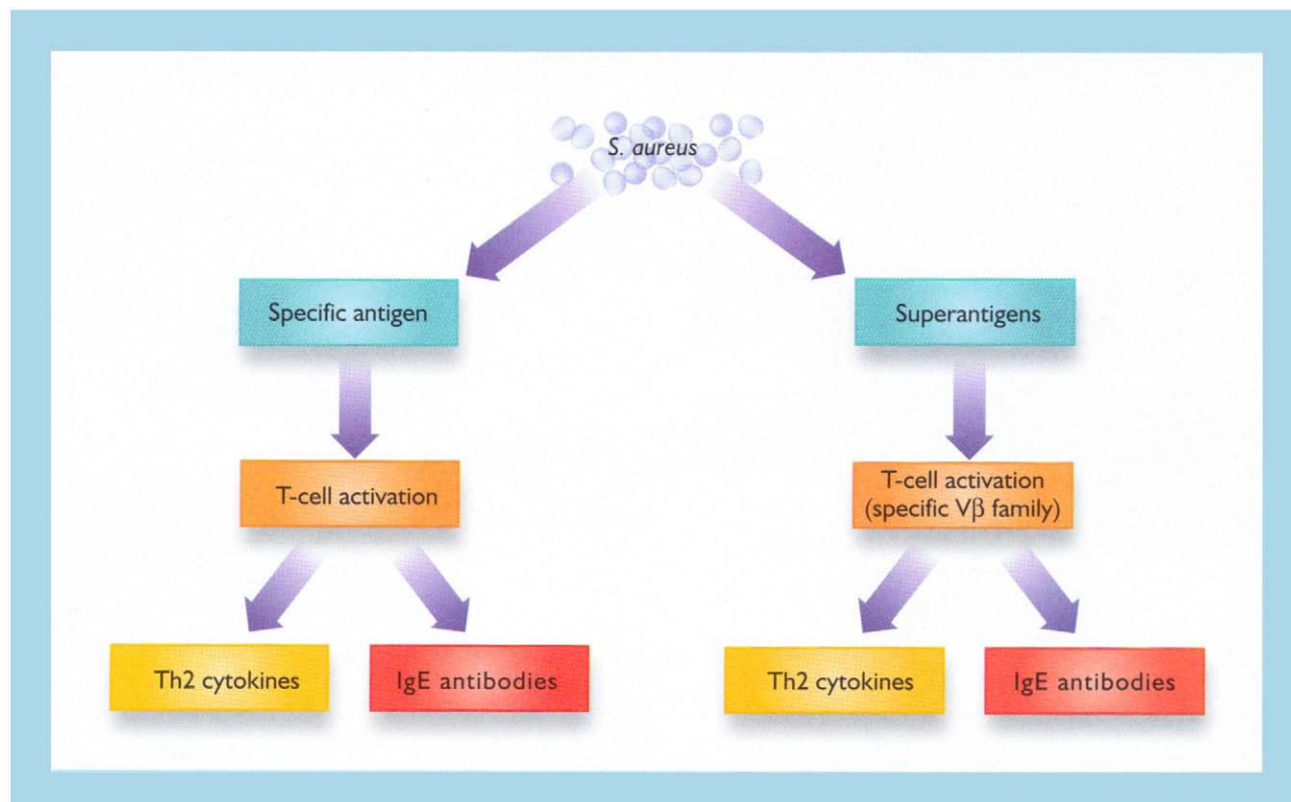 S. aureus
Specific antigen
Superantigens
T-cell activation
T-cell activation
(specific Vβ family)
Th2 cytokines
IgE antibodies
Th2 cytokines
IgE antibodies